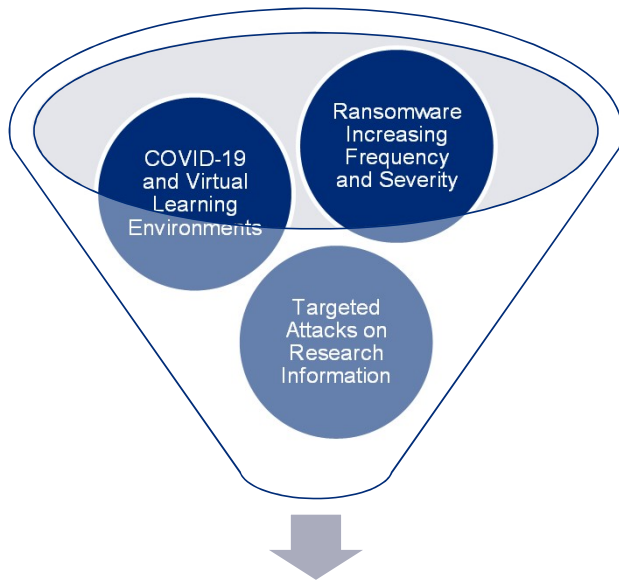 Ransomware
Increasing
Frequency
and Severity
COVID-19
and Virtual
Learning
Environments
Targeted
Attacks on
Research
Information